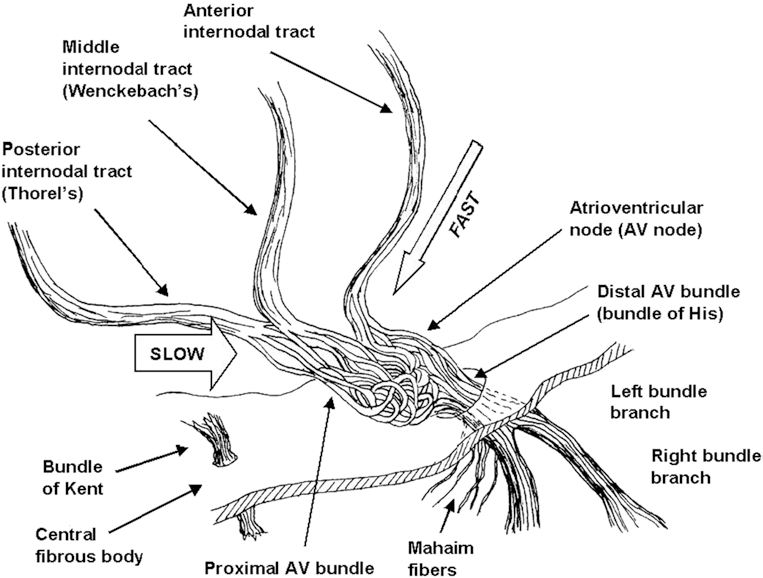 Anterior
internodal tract
Middle
internodal tract
(Wenckebach's)
Posterior
internodal tract
(Thorel's)
FAST
Atrioventricular
node (AV node)
Distal AV bundle
(bundle of His)
SLOW
Left bundle
branch
Right bundle
branch
Bundle
of Kent
Central
fibrous body
Proximal AV bundle
Mahaim
fibers